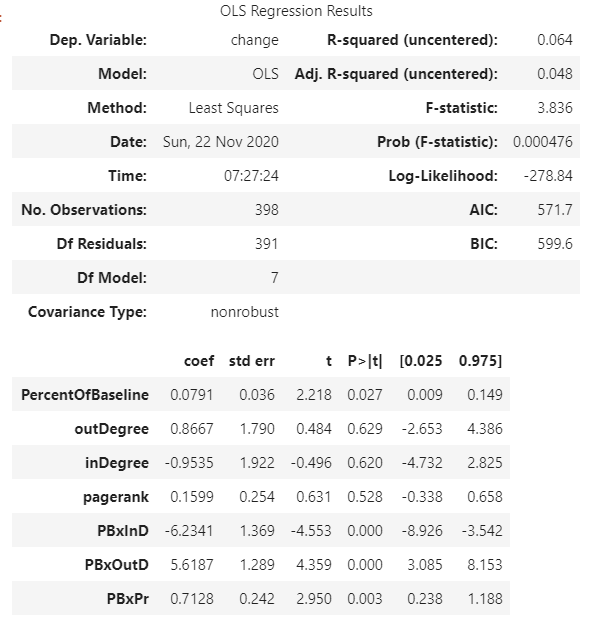 OLS Regression Results
Dep. Variable: change R-squared (uncentered): 0.064
Model: OLS Adj. R-squared (uncentered): 0.048
Method: Least Squares F-statistic: 3.836
Date: Sun, 22 Nov 2020 Prob (F-statistic): 0.000476
Time: 07:27:24 Log-Likelihood: -278.84
No. Observations: 398 AIC: 571.7
Df Residuals: 391 BIC: 599.6
Df Model: 7
Covariance Type: nonrobust
coef std err t P>|t| [0.025 0.975]
PercentOfBaseline 0.0791 0.036 2.218 0.027 0.009 0.149
outDegree 0.8667 1.790 0.484 0.629 -2.653 4.386
inDegree -0.9535 1.922 -0.496 0.620 -4.732 2.825
pagerank 0.1599 0.254 0.631 0.528 -0.338 0.658
PBxInD -6.2341 1.369 -4.553 0.000 -8.926 -3.542
PBxOutD 5.6187 1.289 4.359 0.000 3.085 8.153
PBxPr 0.7128 0.242 2.950 0.003 0.238 1.188